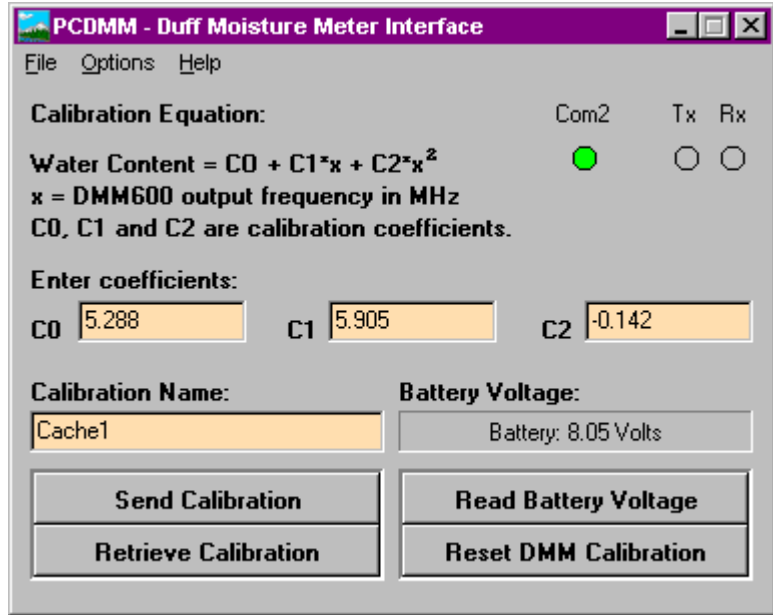 PCDMM - Duff Moisture Meter Interface
File Options Help
Calibration Equation:
Com2 Tx Rx
Water Content = C0 + C1*x + C2*x²
x = DMM600 output frequency in MHz
C0, C1 and C2 are calibration coefficients.
Enter coefficients:
C0 5.288 C1 5.905 C2 -0.142
Calibration Name: Battery Voltage:
Cache1 Battery: 8.05 Volts
Send Calibration Read Battery Voltage
Retrieve Calibration Reset DMM Calibration